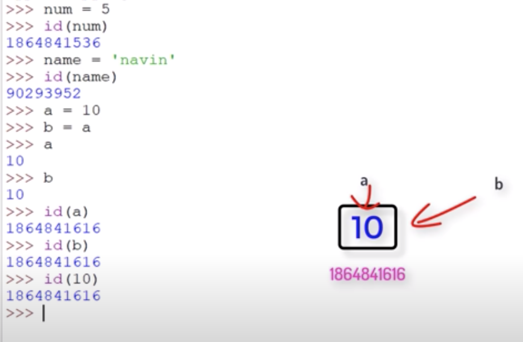 >>> num = 5
>>> id(num)
1864841536
>>> name = 'navin'
>>> id(name)
90293952
>>> a = 10
>>> b = a
>>> a
10
>>> b
10
>>> id(a)
1864841616
>>> id(b)
1864841616
>>> id(10)
1864841616
>>>
a
b
10
1864841616